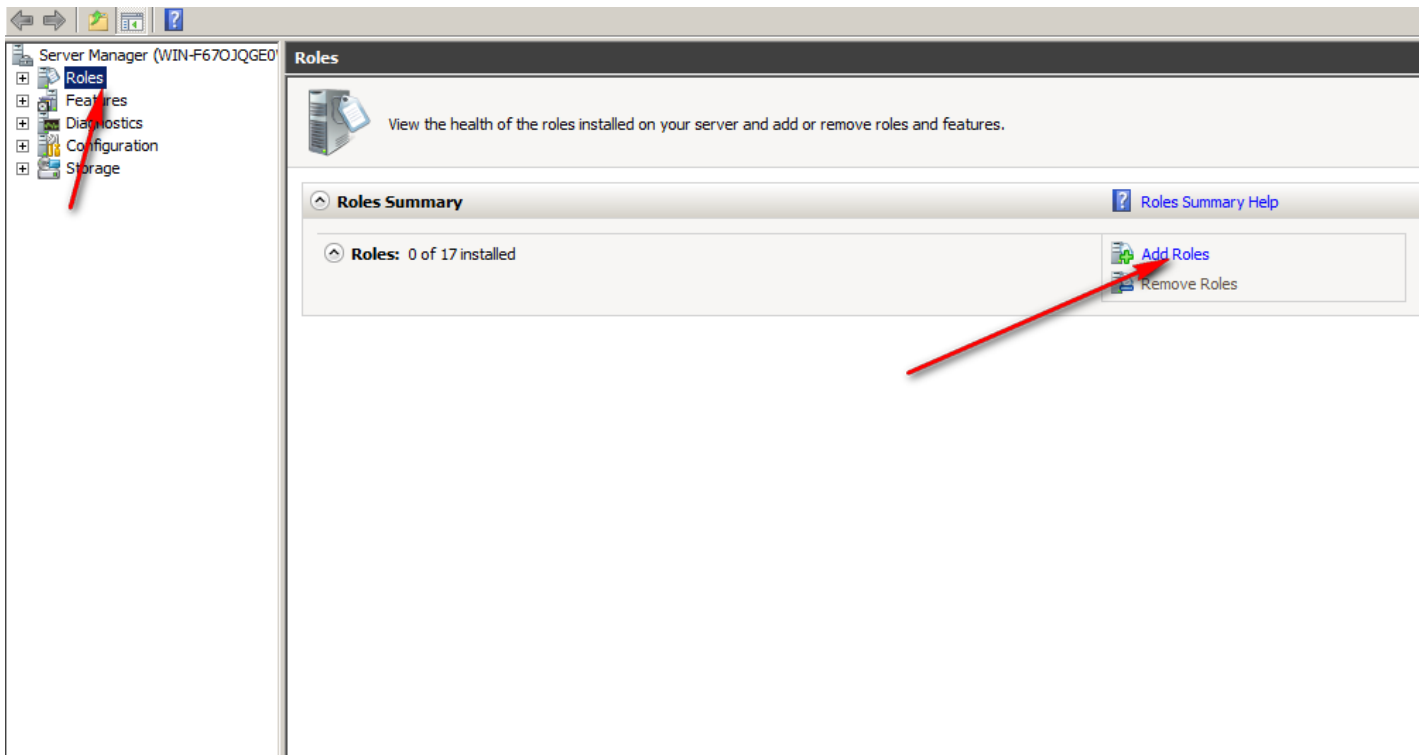 Server Manager (WIN-F67OJQGE0
Roles
Features
Diagnostics
Configuration
Storage
Roles
View the health of the roles installed on your server and add or remove roles and features.
Roles Summary
Roles Summary Help
Roles: 0 of 17 installed
Add Roles
Remove Roles